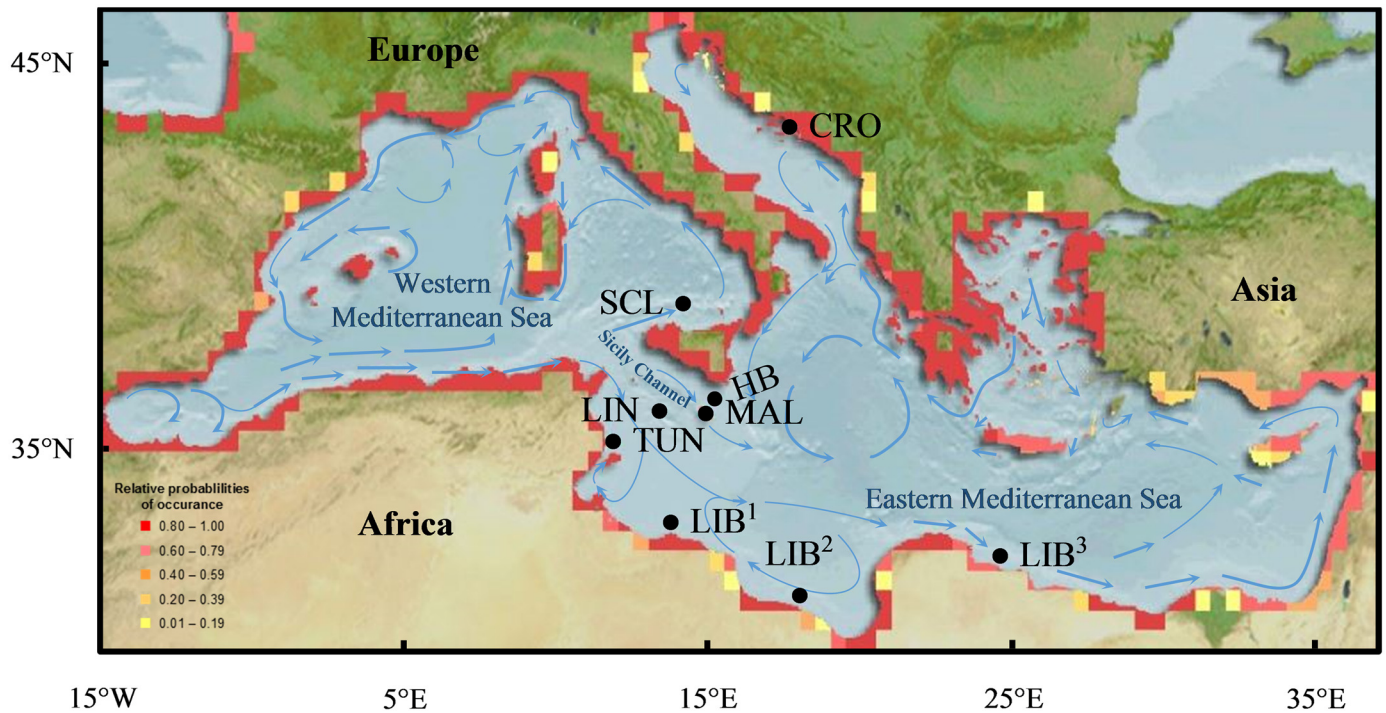 45°N
Europe
CRO
Western
Mediterranean Sea
Asia
SCL
Sicily Channel
HB
LIN
MAL
TUN
35°N
Relative probablilities
of occurance
0.80 – 1.00
0.60 – 0.79
0.40 – 0.59
0.20 – 0.39
0.01 – 0.19
Africa
Eastern Mediterranean Sea
LIB¹
LIB²
LIB³
15°W
5°E
15°E
25°E
35°E